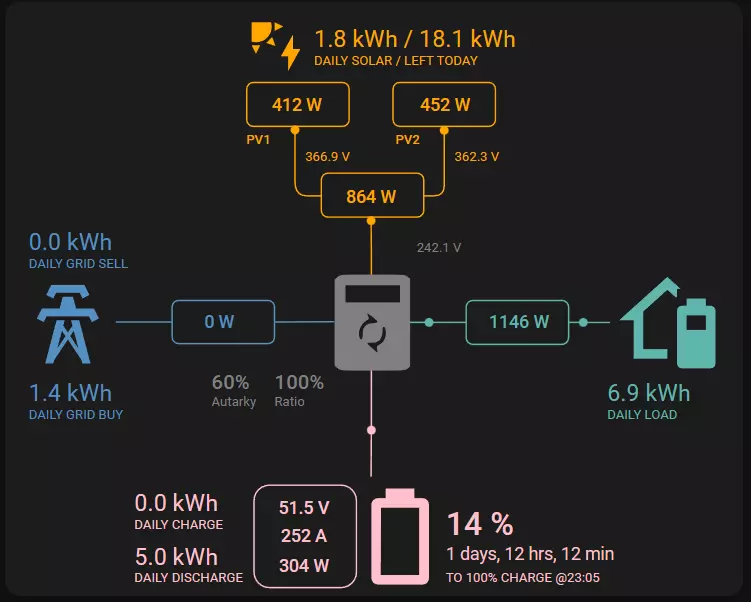 1.8 kWh / 18.1 kWh
DAILY SOLAR / LEFT TODAY
412 W
452 W
PV1
PV2
366.9 V
362.3 V
864 W
242.1 V
0.0 kWh
DAILY GRID SELL
0 W
1146 W
60%
Autarky
100%
Ratio
1.4 kWh
DAILY GRID BUY
6.9 kWh
DAILY LOAD
0.0 kWh
DAILY CHARGE
5.0 kWh
DAILY DISCHARGE
51.5 V
252 A
304 W
14 %
1 days, 12 hrs, 12 min
TO 100% CHARGE @23:05